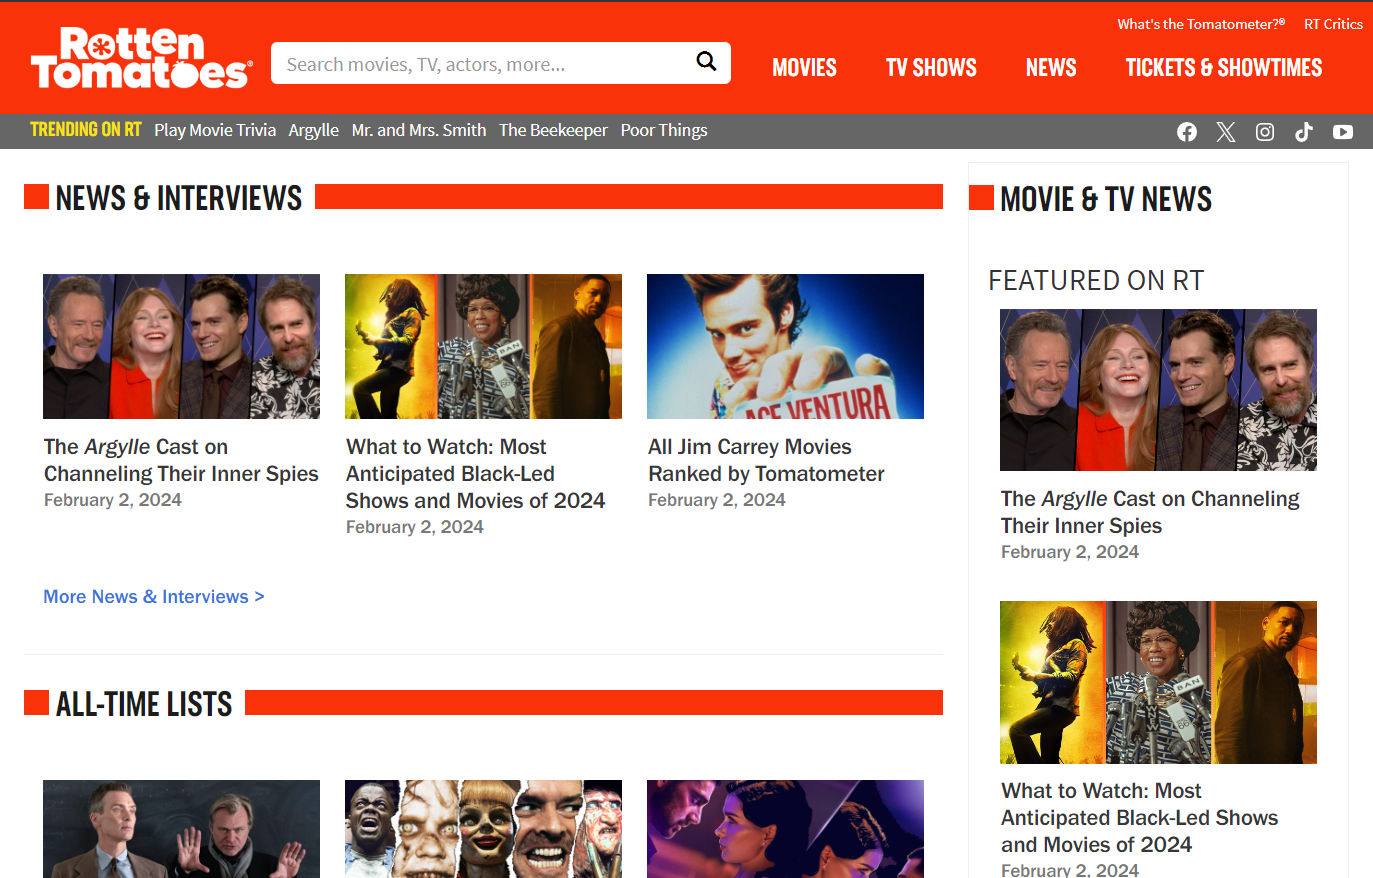 What's the Tomatometer?® RT Critics
Rotten
Tomatoes®
Search movies, TV, actors, more...
MOVIES TV SHOWS NEWS TICKETS & SHOWTIMES
TRENDING ON RT Play Movie Trivia Argylle Mr. and Mrs. Smith The Beekeeper Poor Things
NEWS & INTERVIEWS
ACE VENTURA
BAN
The Argylle Cast on
Channeling Their Inner Spies
February 2, 2024
What to Watch: Most
Anticipated Black-Led
Shows and Movies of 2024
February 2, 2024
All Jim Carrey Movies
Ranked by Tomatometer
February 2, 2024
More News & Interviews >
ALL-TIME LISTS
MOVIE & TV NEWS
FEATURED ON RT
The Argylle Cast on Channeling
Their Inner Spies
February 2, 2024
BAN
What to Watch: Most
Anticipated Black-Led Shows
and Movies of 2024
February 2, 2024